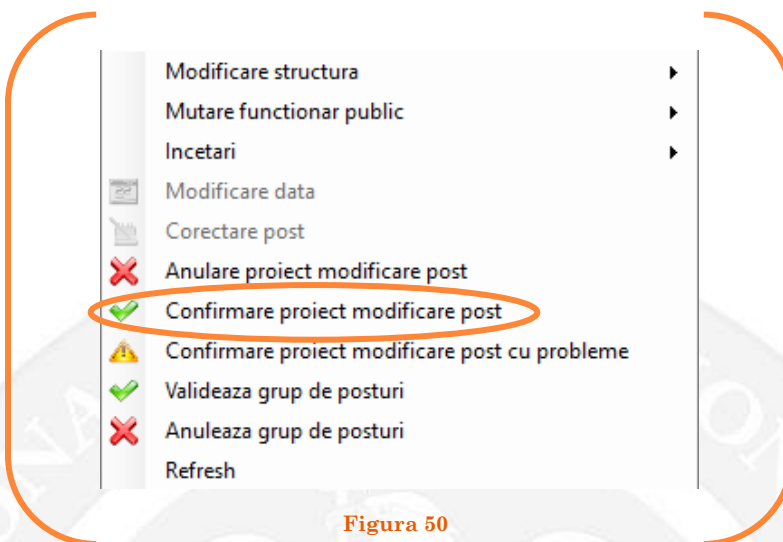 Modificare structura
Mutare functionar public
Incetari
Modificare data
Corectare post
Anulare proiect modificare post
Confirmare proiect modificare post
Confirmare proiect modificare post cu probleme
Valideaza grup de posturi
Anuleaza grup de posturi
Refresh
Figura 50